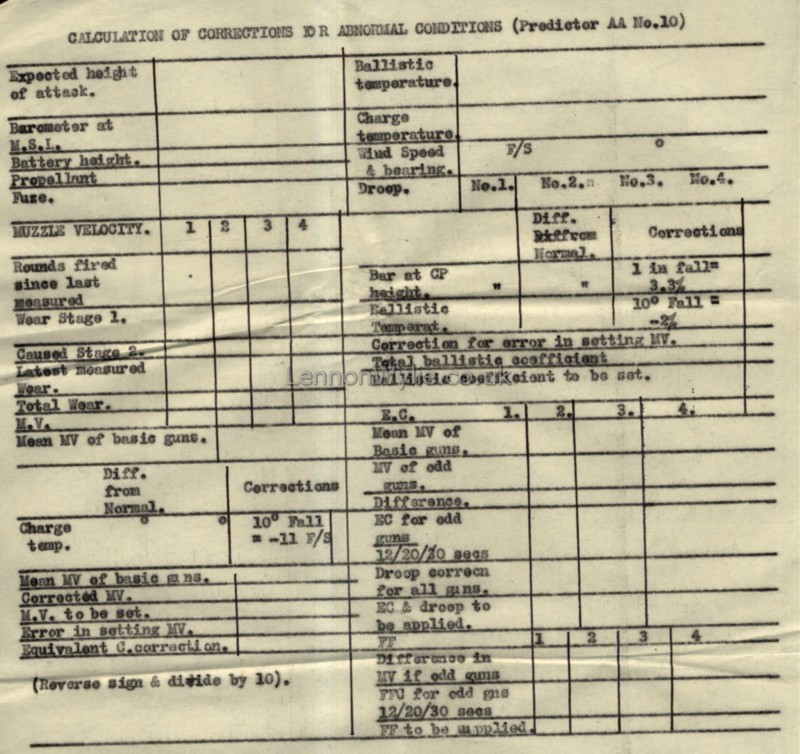 CALCULATION OF CORRECTIONS FOR ABNORMAL CONDITIONS (Predictor AA No.10)
Expected height
of attack.
Barometer at
M.S.L.
Battery height.
Propellant
Fuze.
Ballistic
temperature.
Charge
temperature.
Wind Speed F/S °
& bearing.
Droop. No.1. No.2. No.3. No.4.
MUZZLE VELOCITY. 1 2 3 4
Rounds fired
since last
measured
Wear Stage 1.
Caused Stage 2.
Latest measured
Wear.
Total Wear.
M.V.
Mean MV of basic guns.
Diff.
from
Normal.
Corrections
Charge ° ° 10° Fall
temp. = -11 F/S
Mean MV of basic guns.
Corrected MV.
M.V. to be set.
Error in setting MV.
Equivalent C.correction.
(Reverse sign & divide by 10).
Diff.
from
Normal.
Corrections
Bar at CP 1 in fall=
height. " " 3.3%
Ballistic 10° Fall =
Temperat. -2%
Correction for error in setting MV.
Total ballistic coefficient
Ballistic coefficient to be set.
E.C. 1. 2. 3. 4.
Mean MV of
Basic guns.
MV of odd
guns.
Difference.
EC for odd
guns
12/20/30 secs
Droop correcn
for all guns.
EC & droop to
be applied.
FF 1 2 3 4
Difference in
MV if odd guns
FFC for odd gns
12/20/30 secs
FF to be supplied.